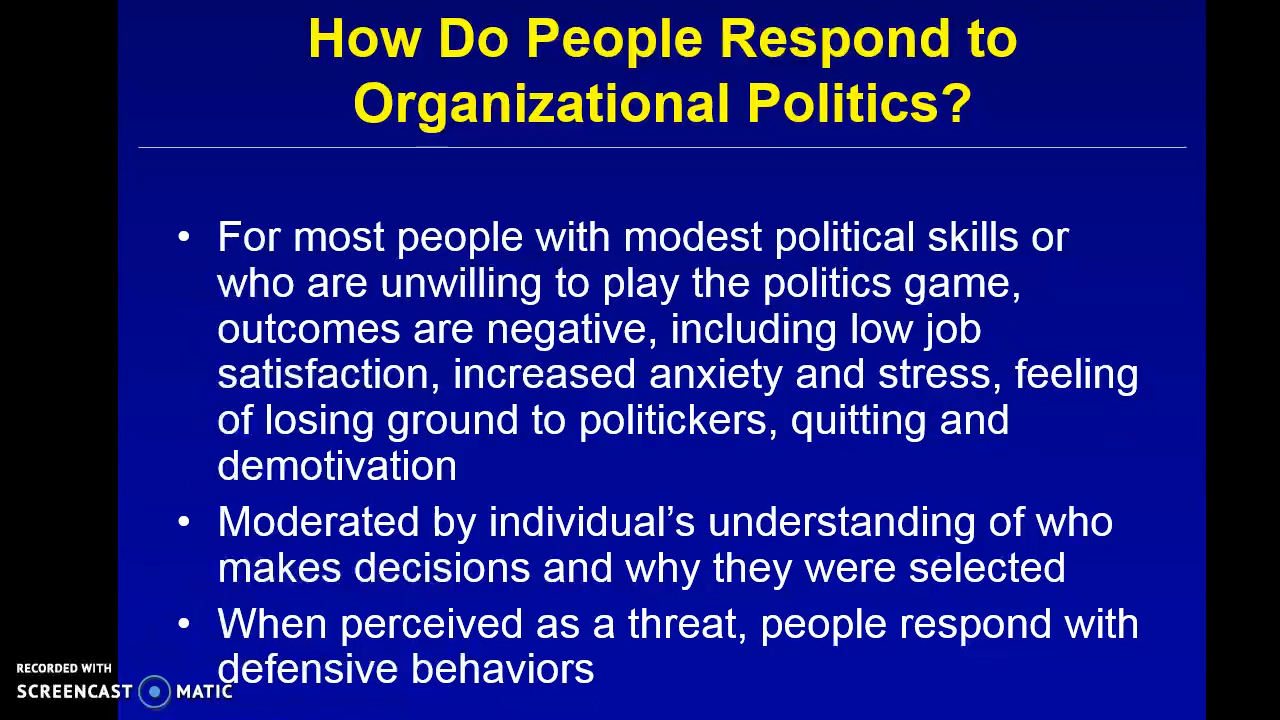 How Do People Respond to
Organizational Politics?
• For most people with modest political skills or
who are unwilling to play the politics game,
outcomes are negative, including low job
satisfaction, increased anxiety and stress, feeling
of losing ground to politickers, quitting and
demotivation
• Moderated by individual’s understanding of who
makes decisions and why they were selected
• When perceived as a threat, people respond with
defensive behaviors
RECORDED WITH
SCREENCAST MATIC